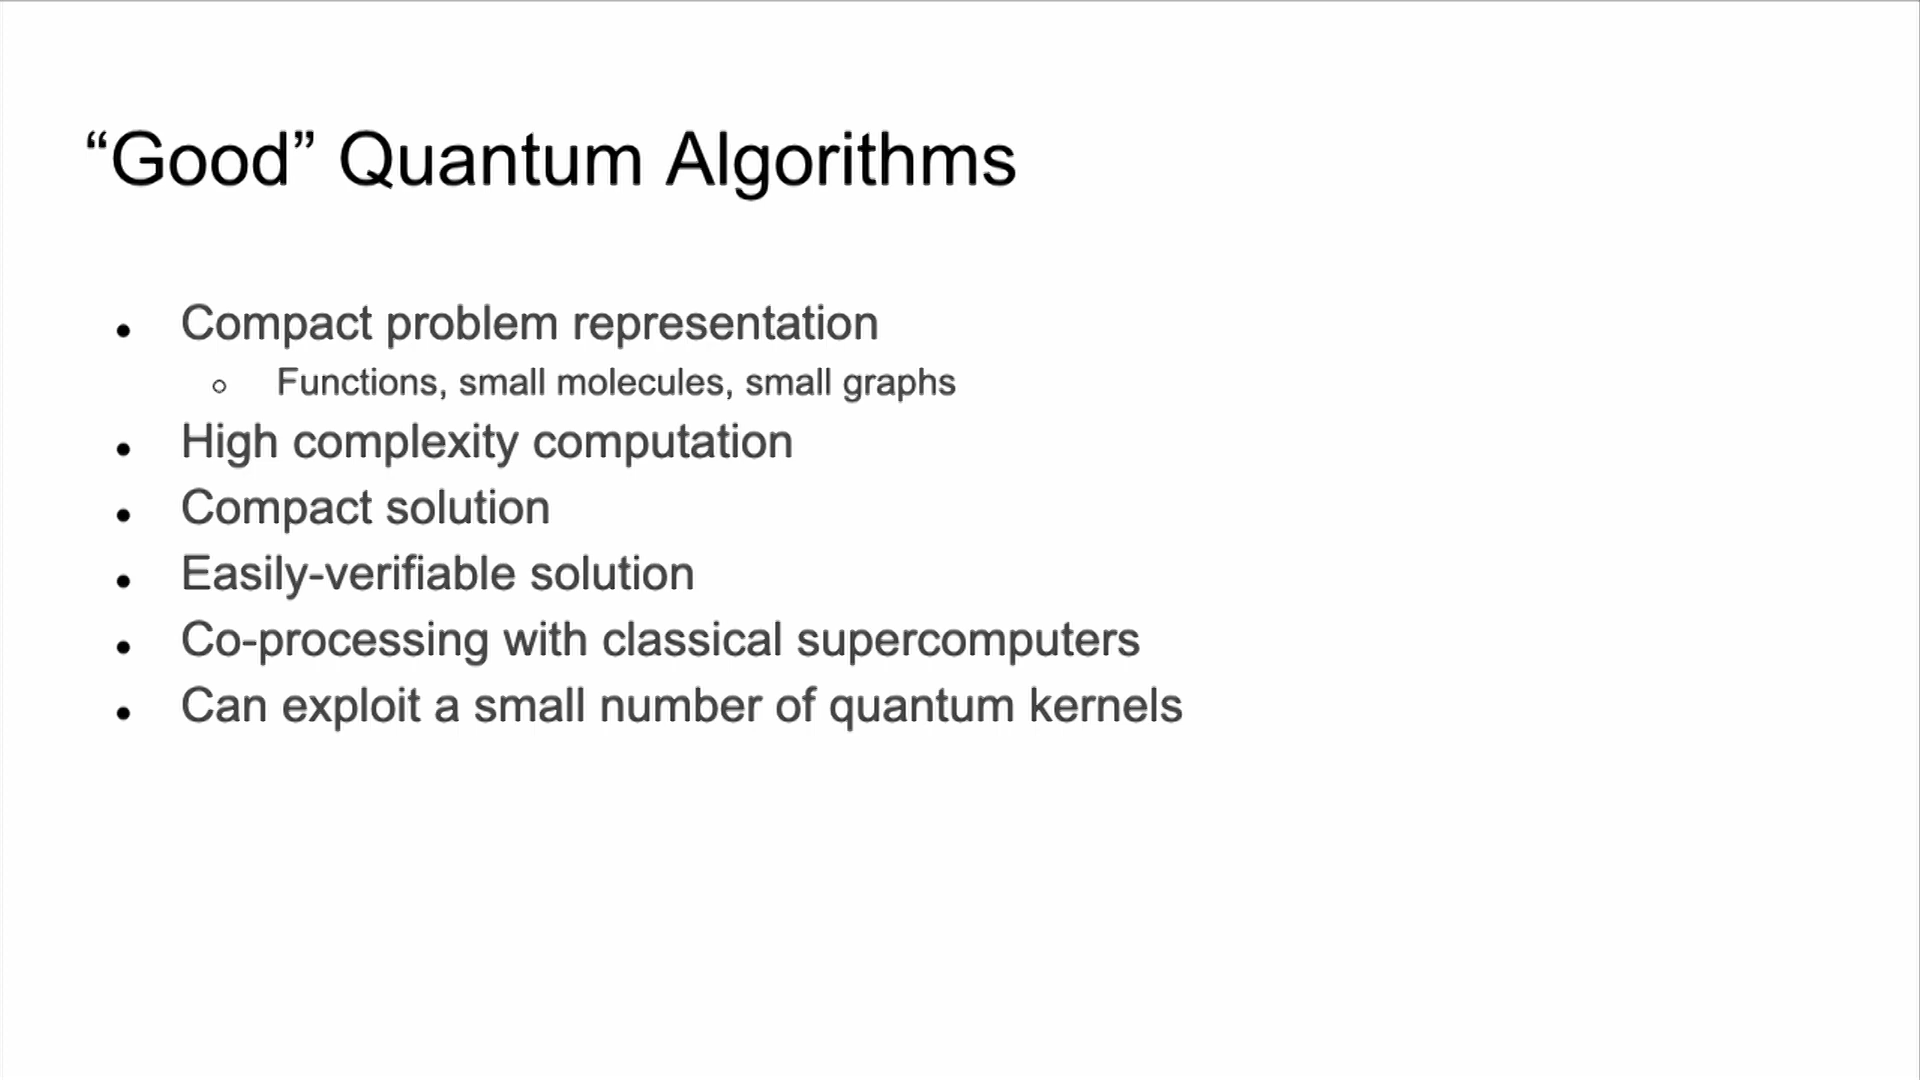 “Good” Quantum Algorithms
Compact problem representation
Functions, small molecules, small graphs
High complexity computation
Compact solution
Easily-verifiable solution
Co-processing with classical supercomputers
Can exploit a small number of quantum kernels